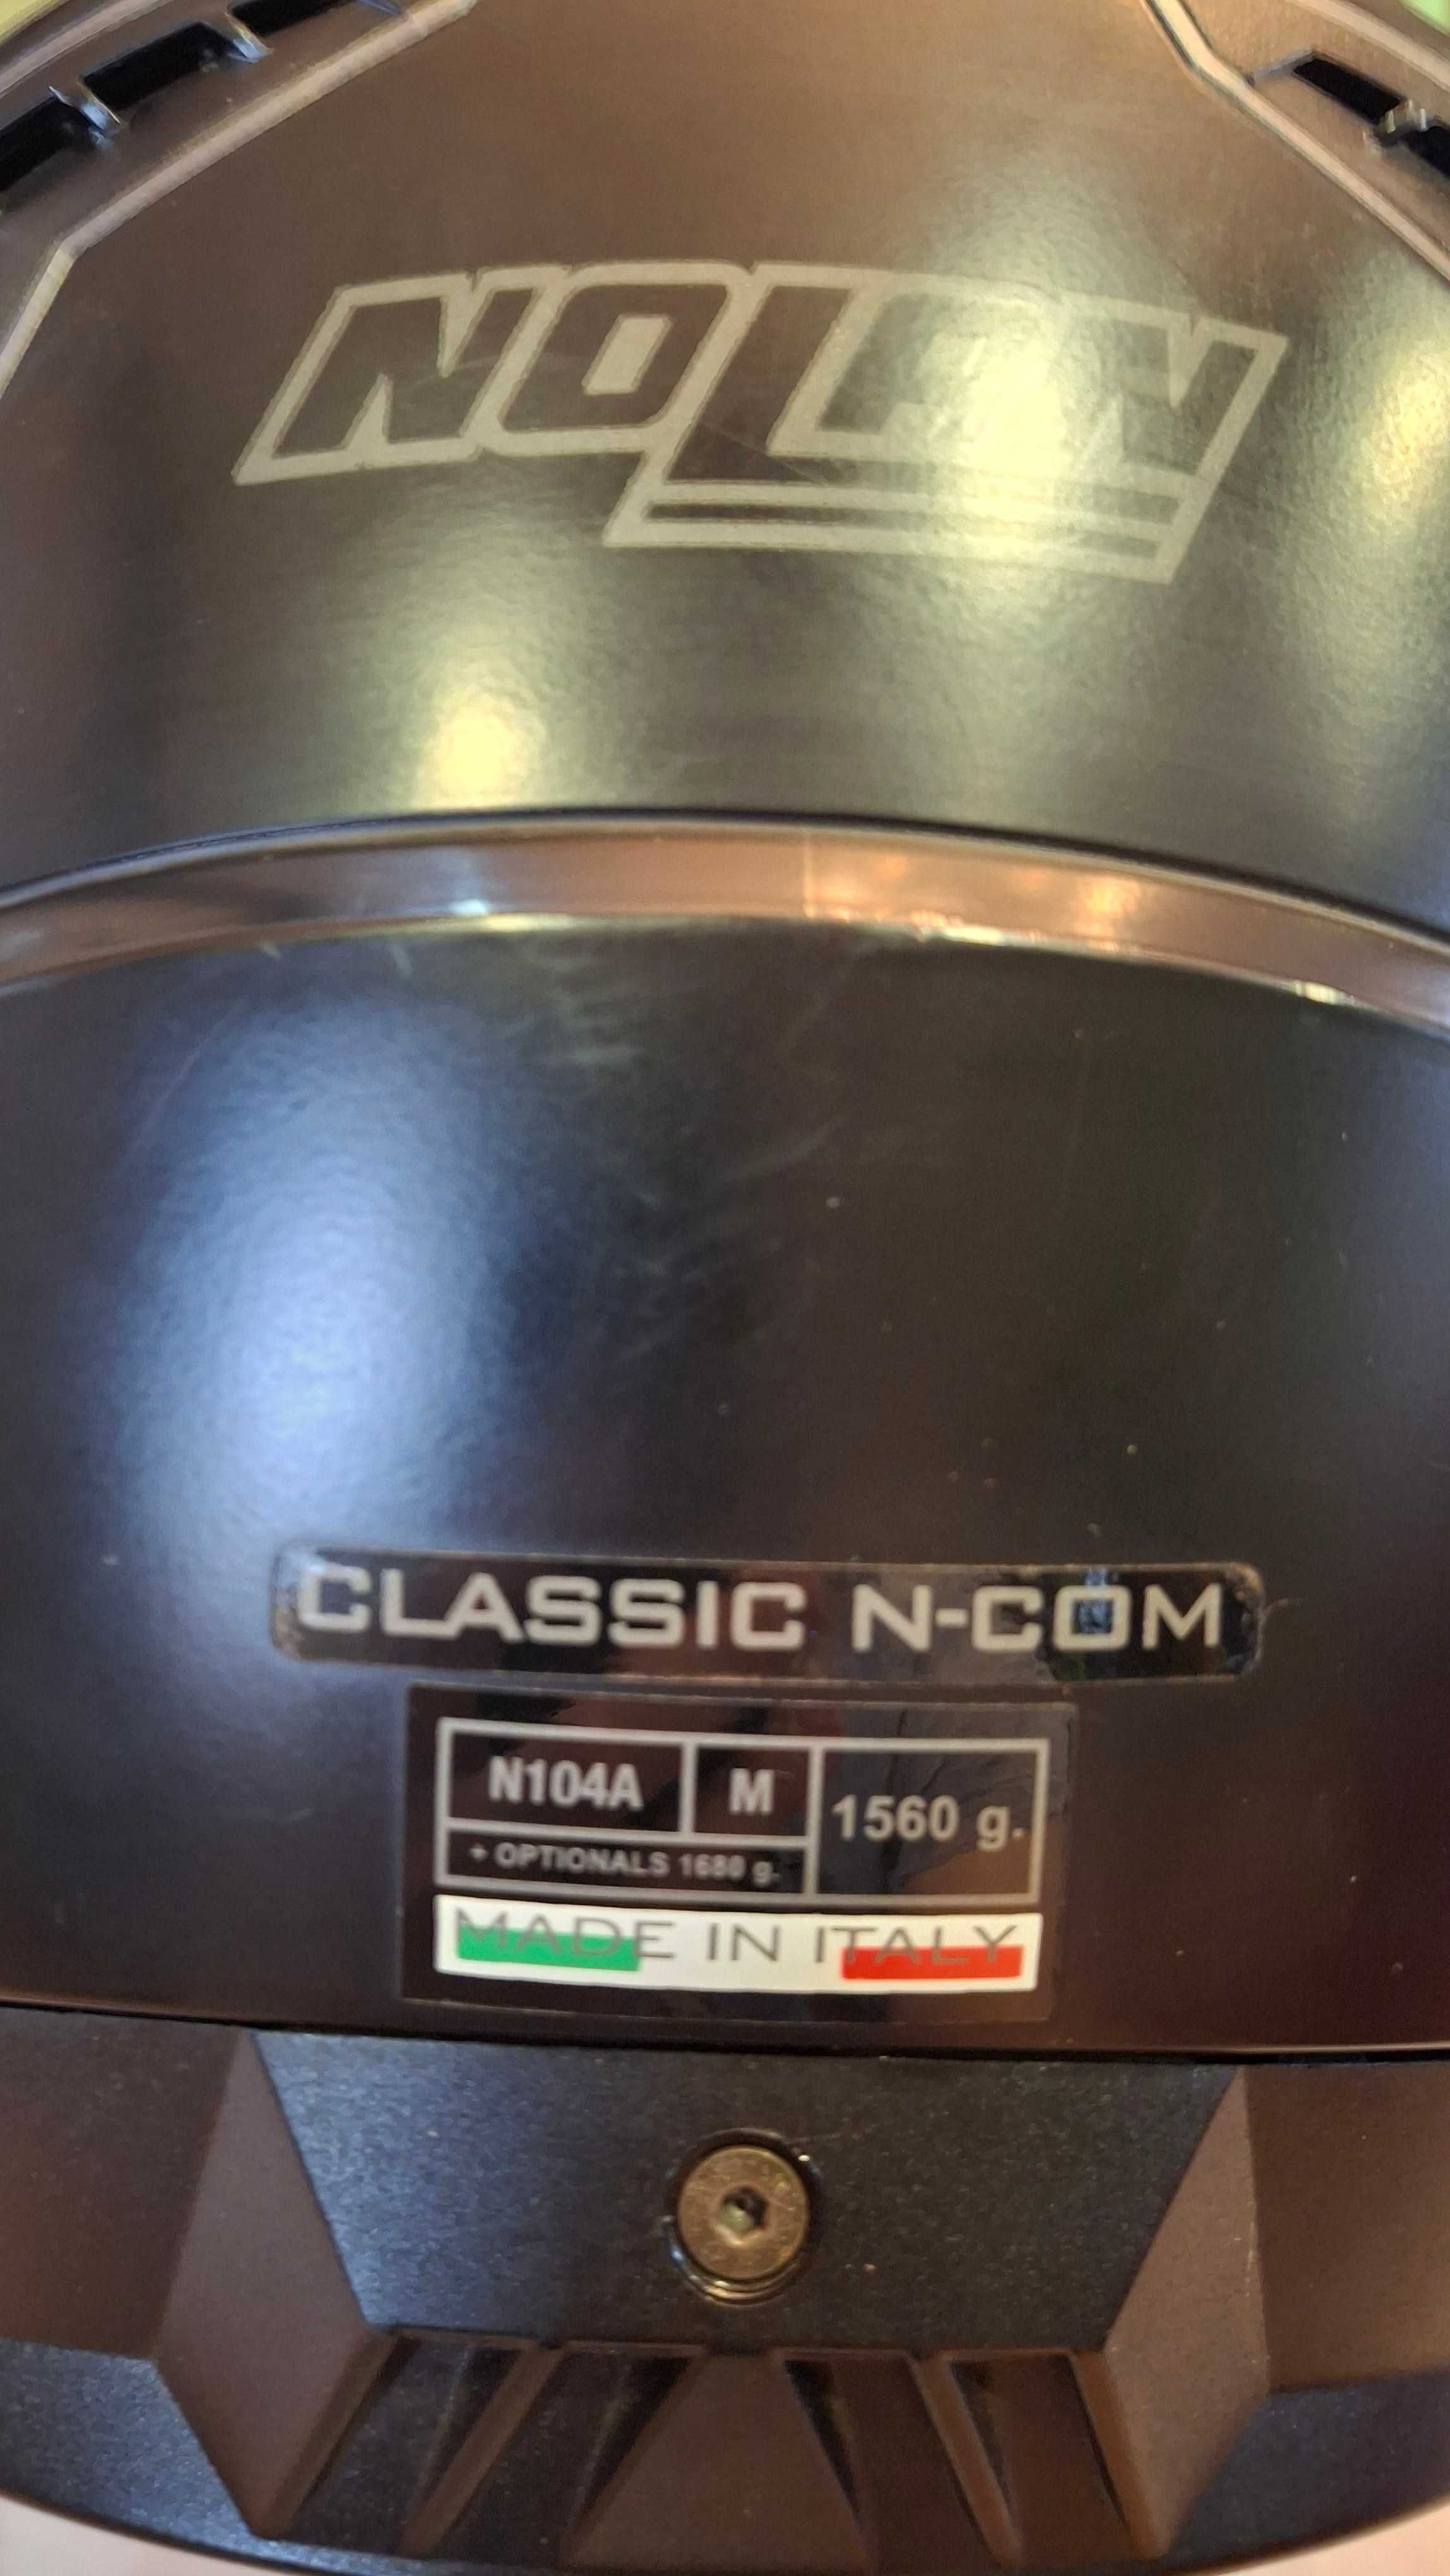 NOLAN
CLASSIC N-COM
N104A M 1560 g.
+ OPTIONALS 1680 g.
MADE IN ITALY